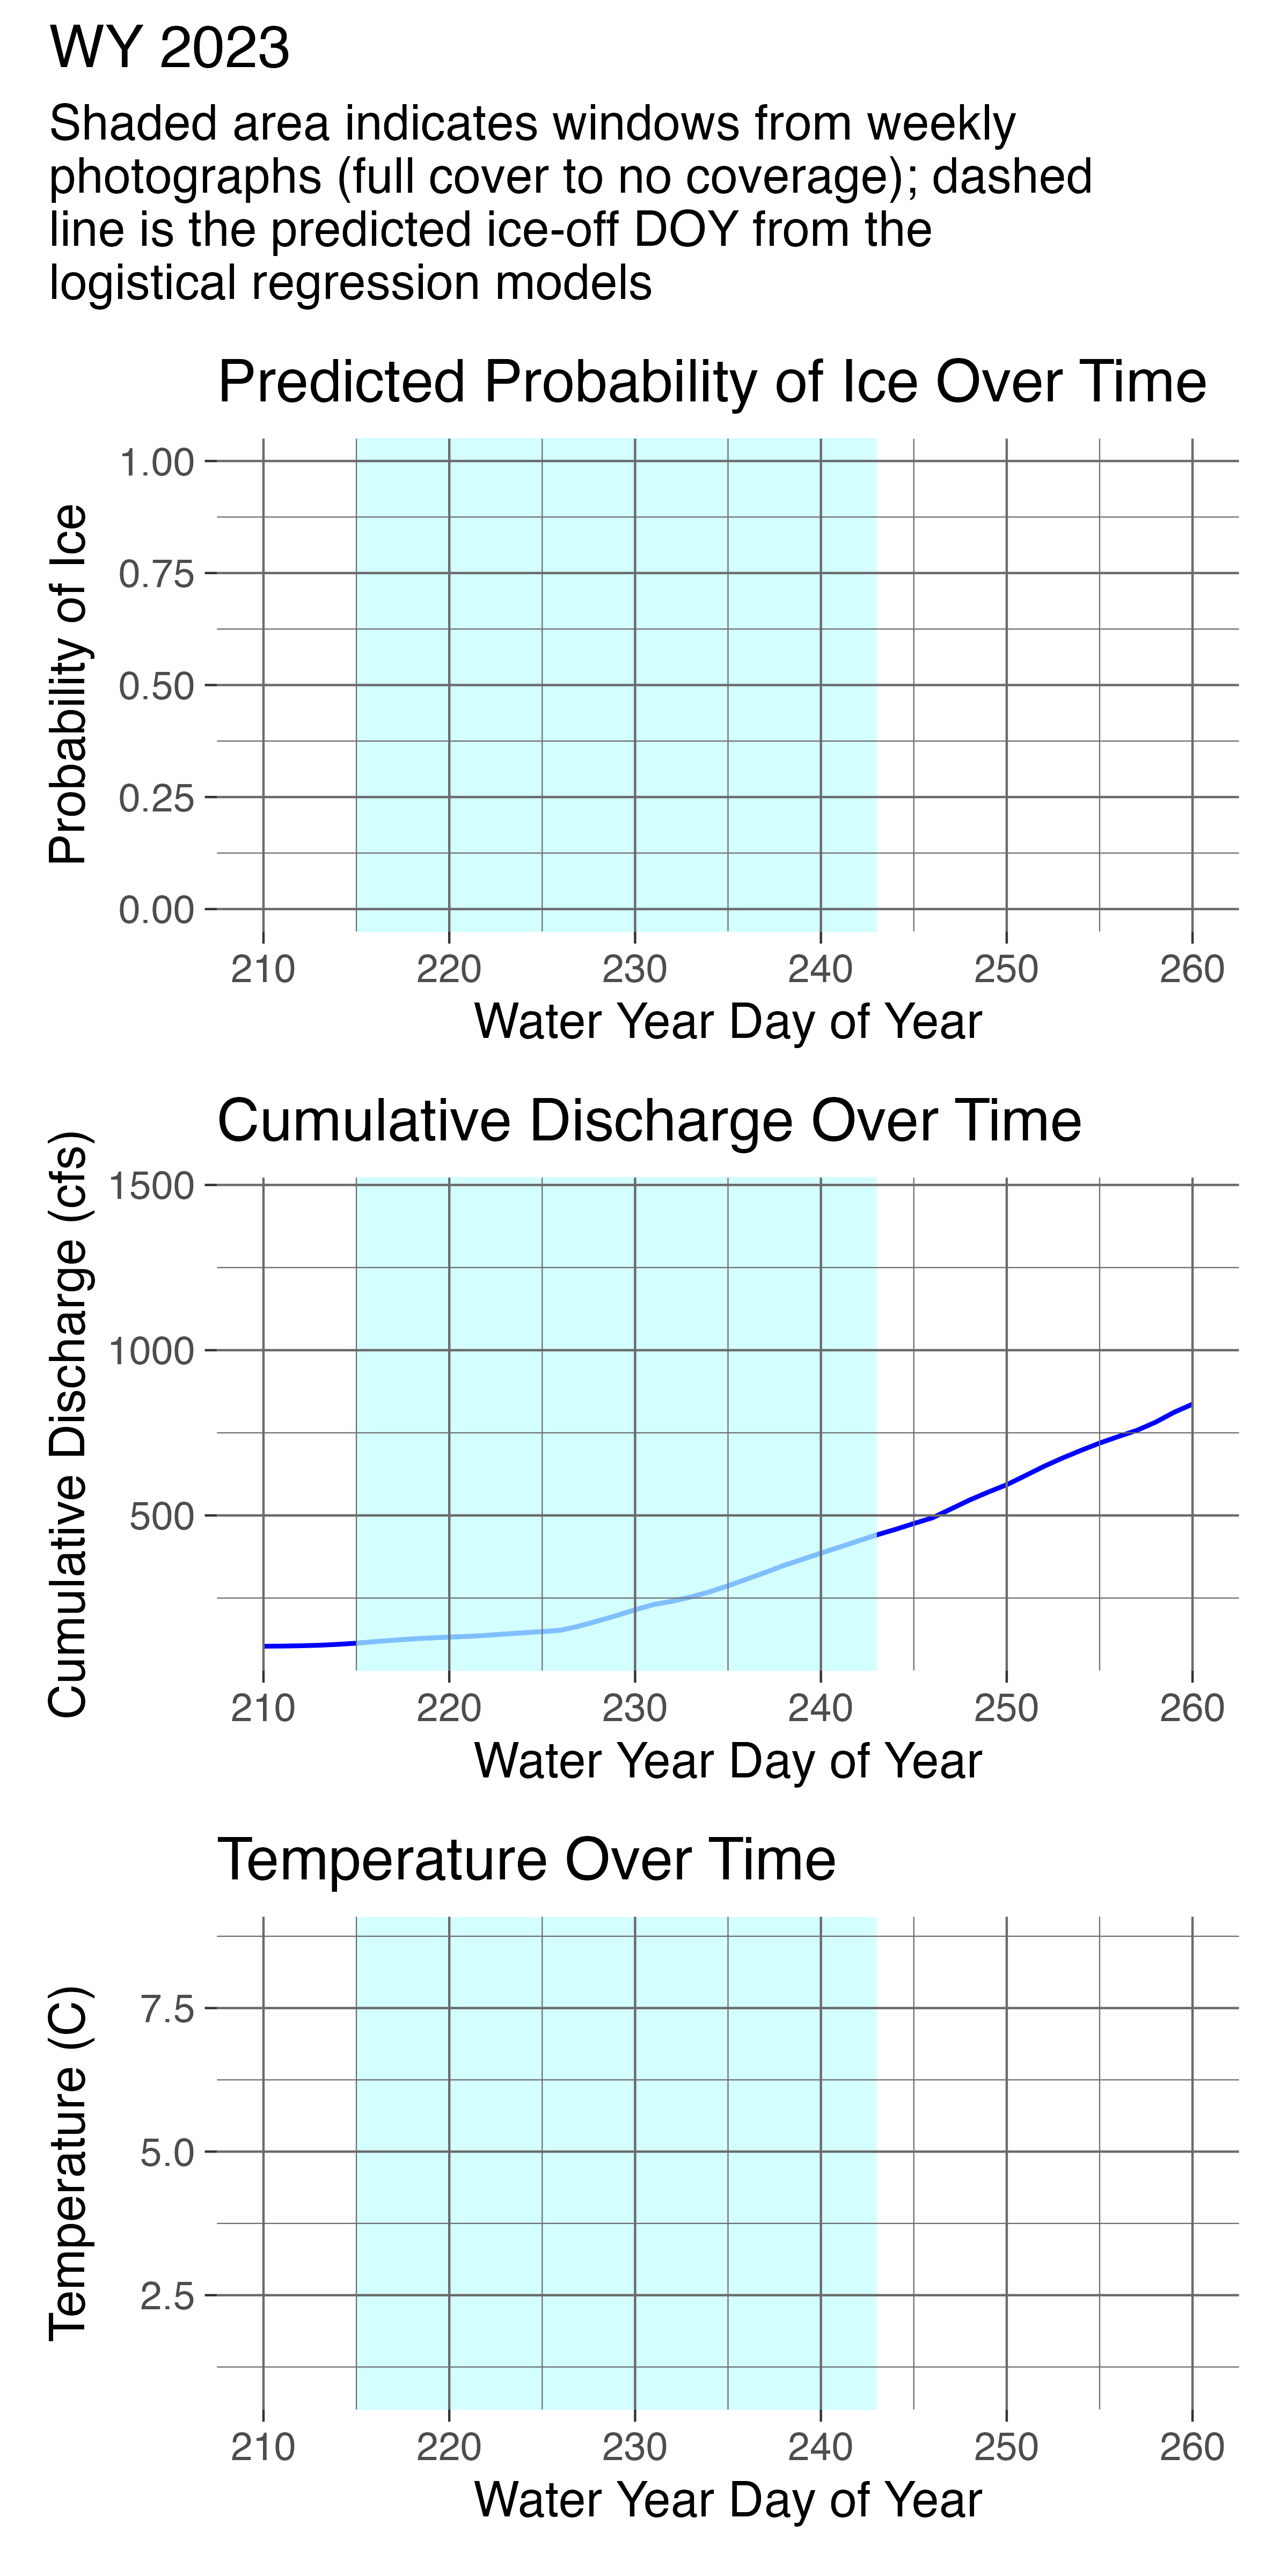 WY 2023
Shaded area indicates windows from weekly
photographs (full cover to no coverage); dashed
line is the predicted ice-off DOY from the
logistical regression models
Predicted Probability of Ice Over Time
Probability of Ice
1.00
0.75
0.50
0.25
0.00
210 220 230 240 250 260
Water Year Day of Year
Cumulative Discharge Over Time
Cumulative Discharge (cfs)
1500
1000
500
210 220 230 240 250 260
Water Year Day of Year
Temperature Over Time
Temperature (C)
7.5
5.0
2.5
210 220 230 240 250 260
Water Year Day of Year